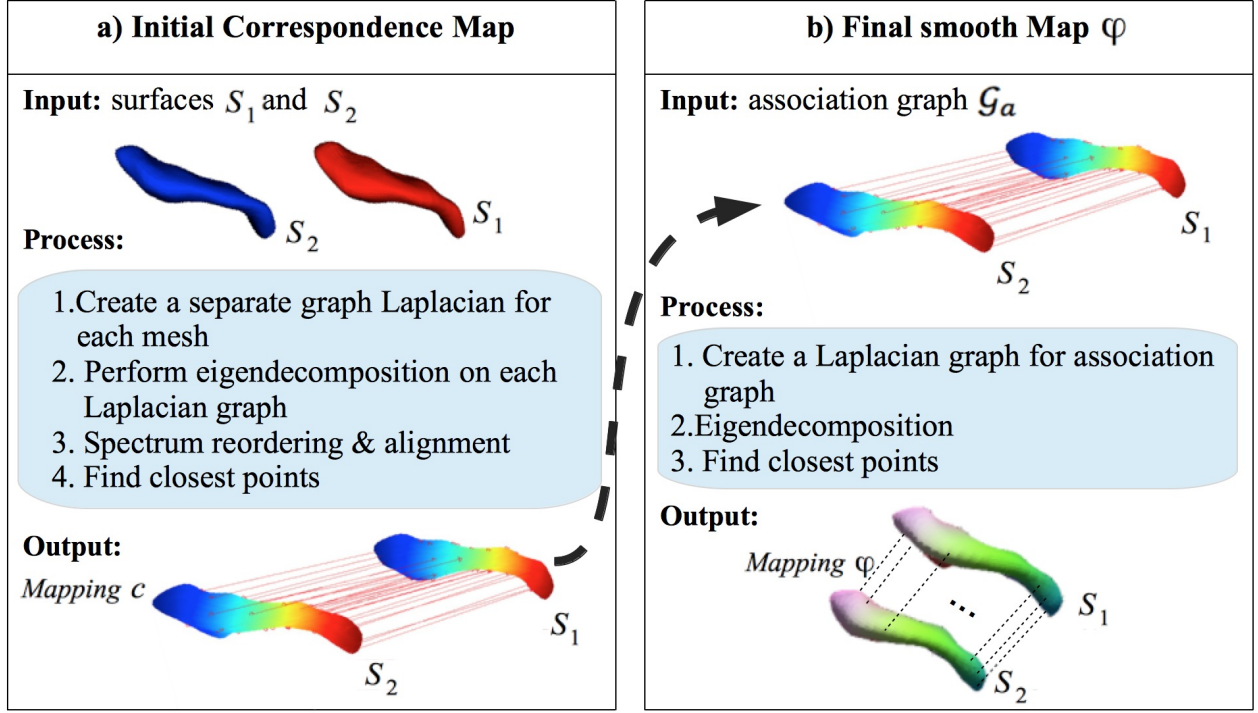 a) Initial Correspondence Map
Input: surfaces S1 and S2
S2
S1
Process:
1.Create a separate graph Laplacian for
each mesh
2. Perform eigendecomposition on each
Laplacian graph
3. Spectrum reordering & alignment
4. Find closest points
Output:
Mapping c
S1
S2
b) Final smooth Map φ
Input: association graph Ga
S1
S2
Process:
1. Create a Laplacian graph for association
graph
2.Eigendecomposition
3. Find closest points
Output:
Mapping φ
...
S1
S2